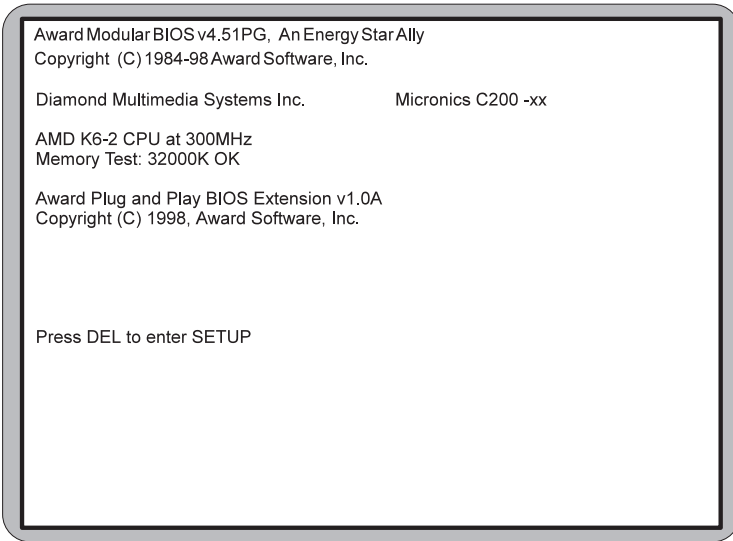 Award Modular BIOS v4.51PG, An Energy Star Ally
Copyright (C) 1984-98 Award Software, Inc.
Diamond Multimedia Systems Inc. Micronics C200 -xx
AMD K6-2 CPU at 300MHz
Memory Test: 32000K OK
Award Plug and Play BIOS Extension v1.0A
Copyright (C) 1998, Award Software, Inc.
Press DEL to enter SETUP